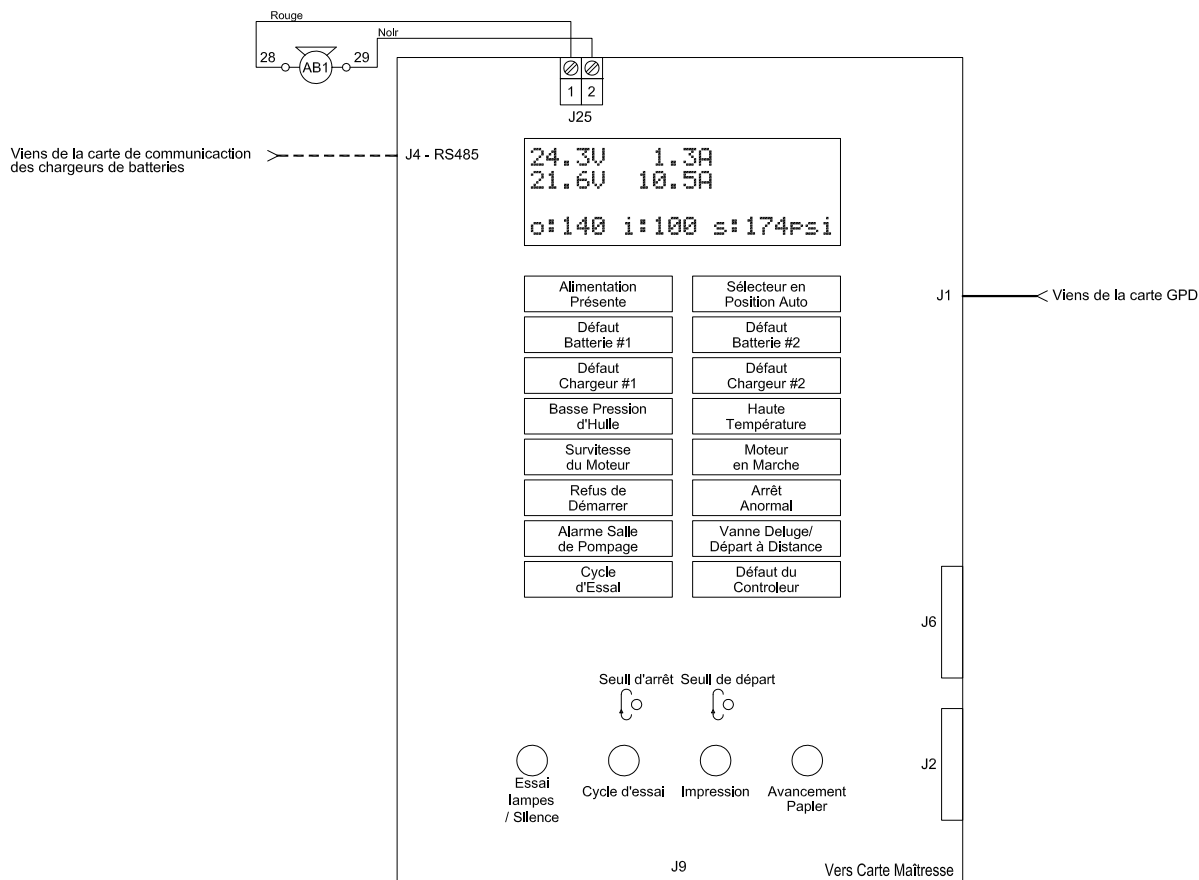 Rouge
Noir
28
AB1
29
1
2
J25
Viens de la carte de communicaction
des chargeurs de batteries
J4 - RS485
24.3V 1.3A
21.6V 10.5A
o:140 i:100 s:174psi
Alimentation
Présente
Sélecteur en
Position Auto
J1
Viens de la carte GPD
Défaut
Batterie #1
Défaut
Batterie #2
Défaut
Chargeur #1
Défaut
Chargeur #2
Basse Pression
d'Huile
Haute
Température
Survitesse
du Moteur
Moteur
en Marche
Refus de
Démarrer
Arrêt
Anormal
Alarme Salle
de Pompage
Vanne Deluge/
Départ à Distance
Cycle
d'Essai
Défaut du
Controleur
J6
Seuil d'arrêt
Seuil de départ
J2
Essai
lampes
/ Silence
Cycle d'essai
Impression
Avancement
Papier
J9
Vers Carte Maîtresse